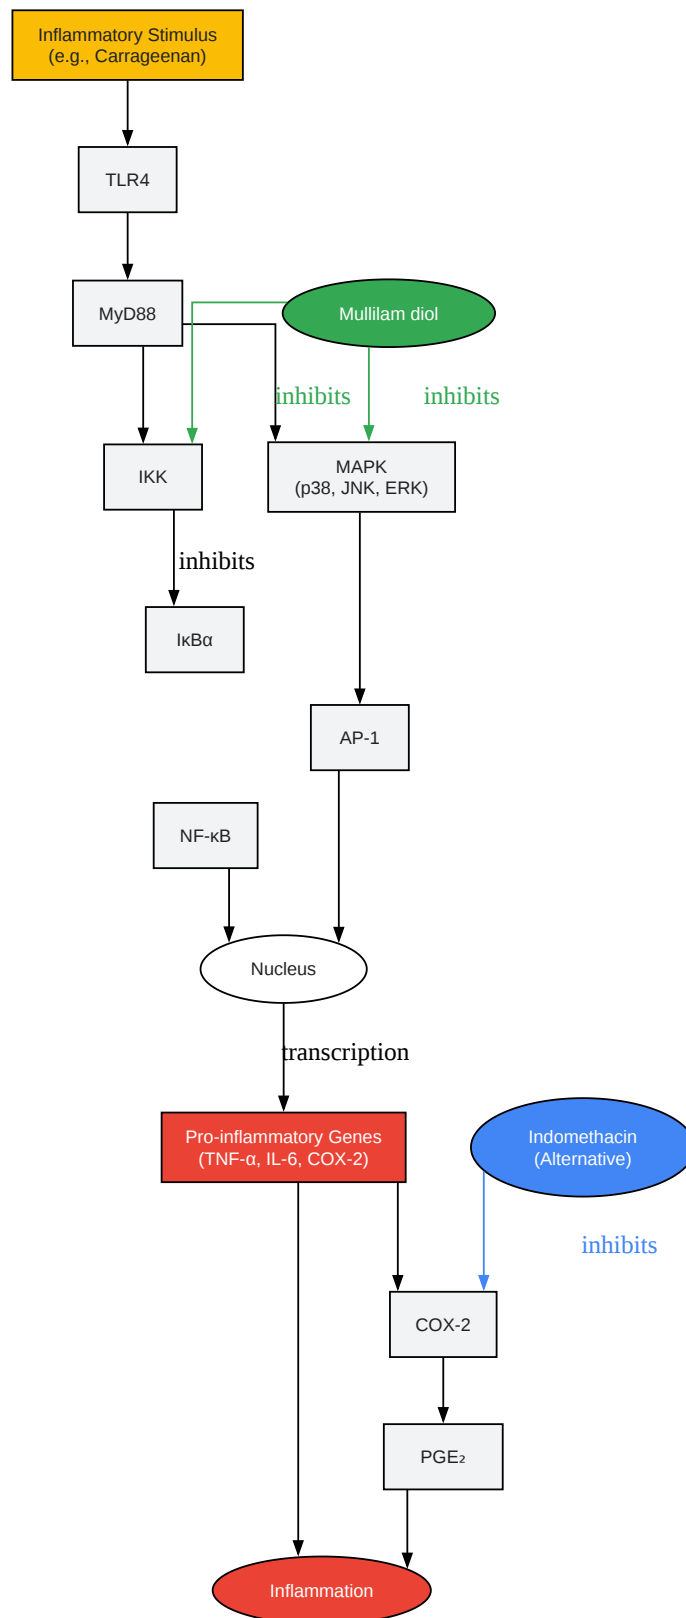 Inflammatory Stimulus
(e.g., Carrageenan)
TLR4
MyD88
Mullilam diol
inhibits
inhibits
IKK
MAPK
(p38, JNK, ERK)
inhibits
IκBα
AP-1
NF-κB
Nucleus
transcription
Pro-inflammatory Genes
(TNF-α, IL-6, COX-2)
Indomethacin
(Alternative)
inhibits
COX-2
PGE₂
Inflammation